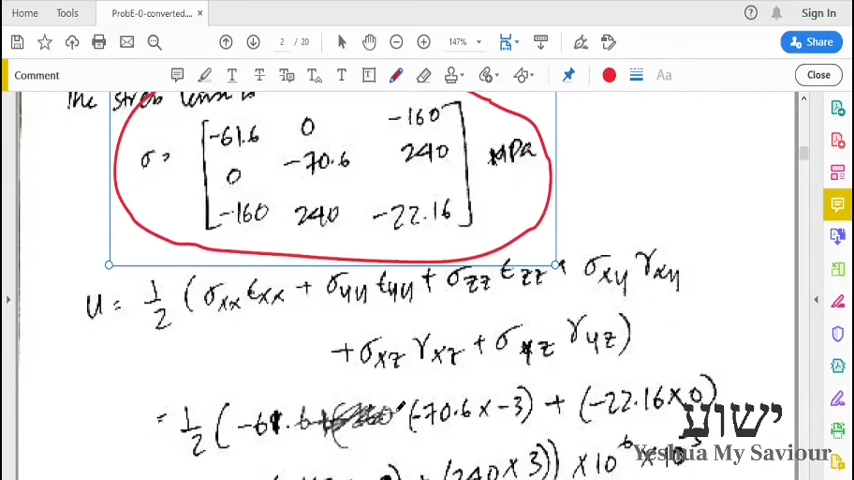 Home Tools ProbE-0-converted.... × Sign In
2 / 20 147% Share
Comment Aa Close
The stress tensor is
σ = [ -61.6 0 -160
0 -70.6 240
-160 240 -22.16 ] MPa
u = 1/2 ( σxx εxx + σyy εyy + σzz εzz + σxy γxy
+ σxz γxz + σyz γyz )
= 1/2 ( -61.6 (-70.6 x -3) + (-22.16 x 0)
+ (240 x 3)) x 10^6 x 10^3
ישוע
Yeshua My Saviour